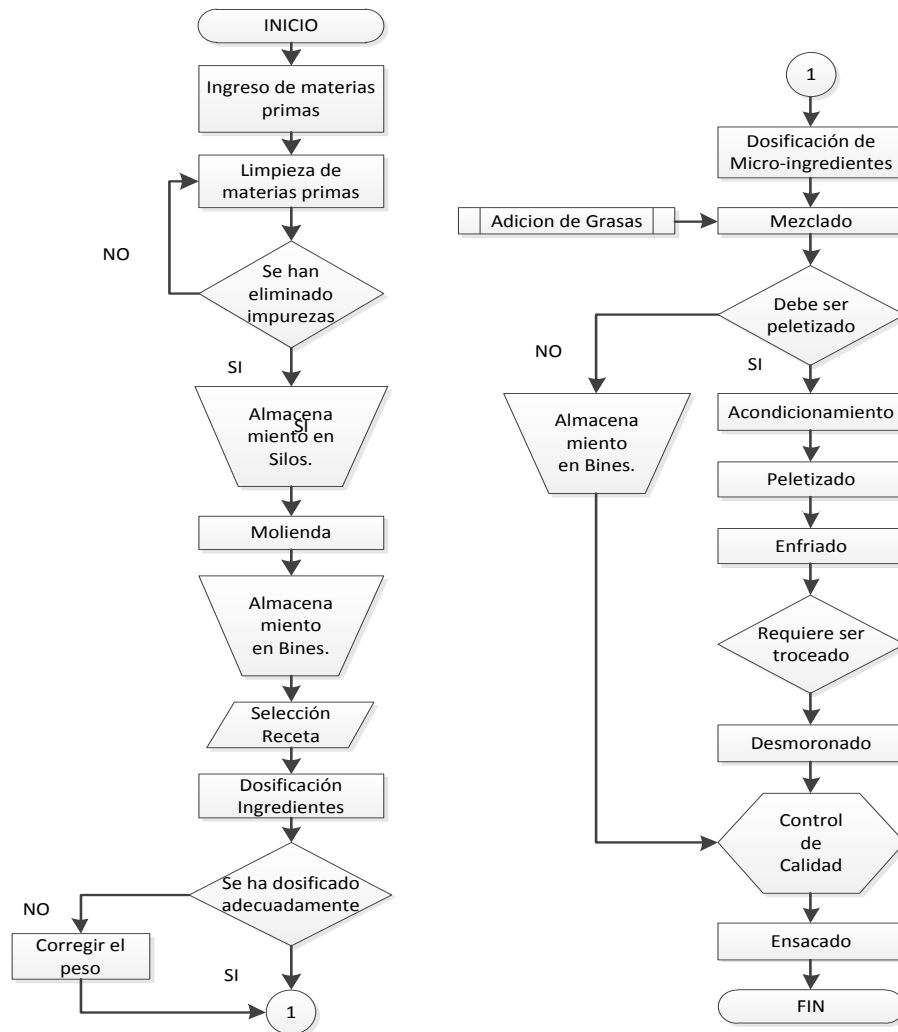 INICIO
Ingreso de materias
primas
Limpieza de
materias primas
NO
Se han
eliminado
impurezas
SI
Almacena
miento en
SI
Silos.
Molienda
Almacena
miento
en Bines.
Selección
Receta
Dosificación
Ingredientes
Se ha dosificado
adecuadamente
NO
Corregir el
peso
SI
1
1
Dosificación de
Micro-ingredientes
Adicion de Grasas
Mezclado
Debe ser
peletizado
NO
SI
Almacena
miento
en Bines.
Acondicionamiento
Peletizado
Enfriado
Requiere ser
troceado
Desmoronado
Control
de
Calidad
Ensacado
FIN